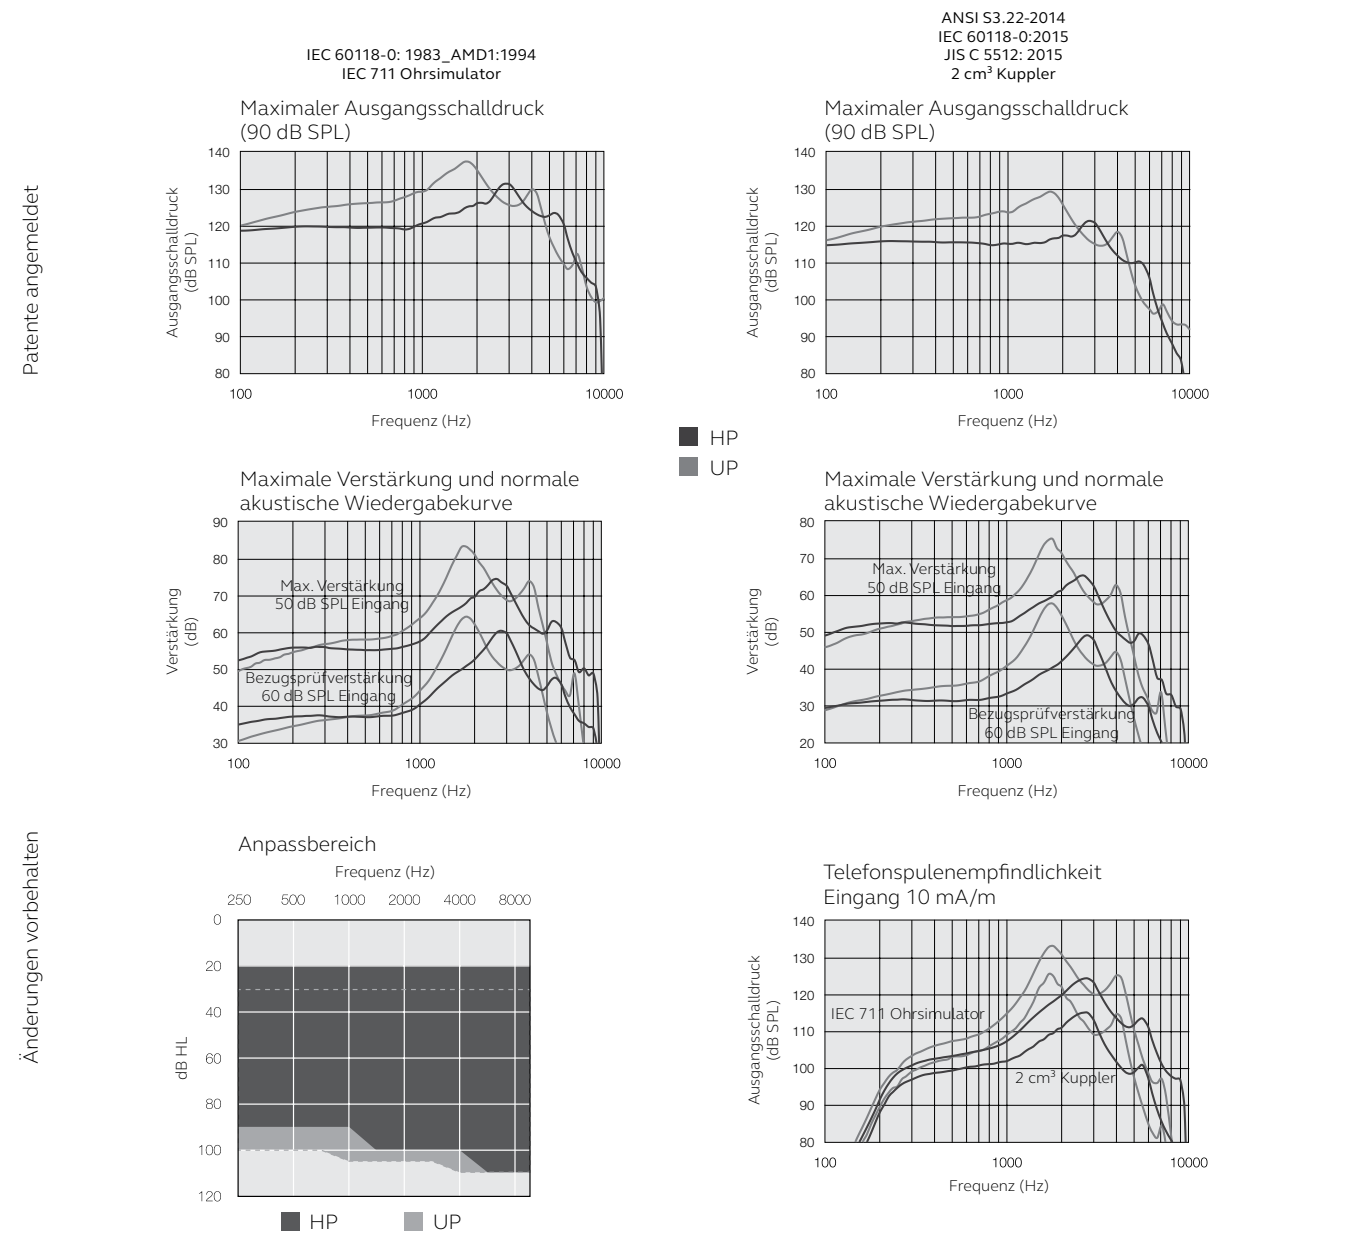 IEC 60118-0: 1983_AMD1:1994
IEC 711 Ohrsimulator
ANSI S3.22-2014
IEC 60118-0:2015
JIS C 5512: 2015
2 cm³ Kuppler
Patente angemeldet
Änderungen vorbehalten
Maximaler Ausgangsschalldruck
(90 dB SPL)
Ausgangsschalldruck
(dB SPL)
140
130
120
110
100
90
80
100 1000 10000
Frequenz (Hz)
Maximaler Ausgangsschalldruck
(90 dB SPL)
Ausgangsschalldruck
(dB SPL)
140
130
120
110
100
90
80
100 1000 10000
Frequenz (Hz)
HP
UP
Maximale Verstärkung und normale
akustische Wiedergabekurve
Verstärkung
(dB)
90
80
70
60
50
40
30
Max. Verstärkung
50 dB SPL Eingang
Bezugsprüfverstärkung
60 dB SPL Eingang
100 1000 10000
Frequenz (Hz)
Maximale Verstärkung und normale
akustische Wiedergabekurve
Verstärkung
(dB)
80
70
60
50
40
30
20
Max. Verstärkung
50 dB SPL Eingang
Bezugsprüfverstärkung
60 dB SPL Eingang
100 1000 10000
Frequenz (Hz)
Anpassbereich
Frequenz (Hz)
250 500 1000 2000 4000 8000
dB HL
0
20
40
60
80
100
120
HP UP
Telefonspulenempfindlichkeit
Eingang 10 mA/m
Ausgangsschalldruck
(dB SPL)
140
130
120
110
100
90
80
IEC 711 Ohrsimulator
2 cm³ Kuppler
100 1000 10000
Frequenz (Hz)